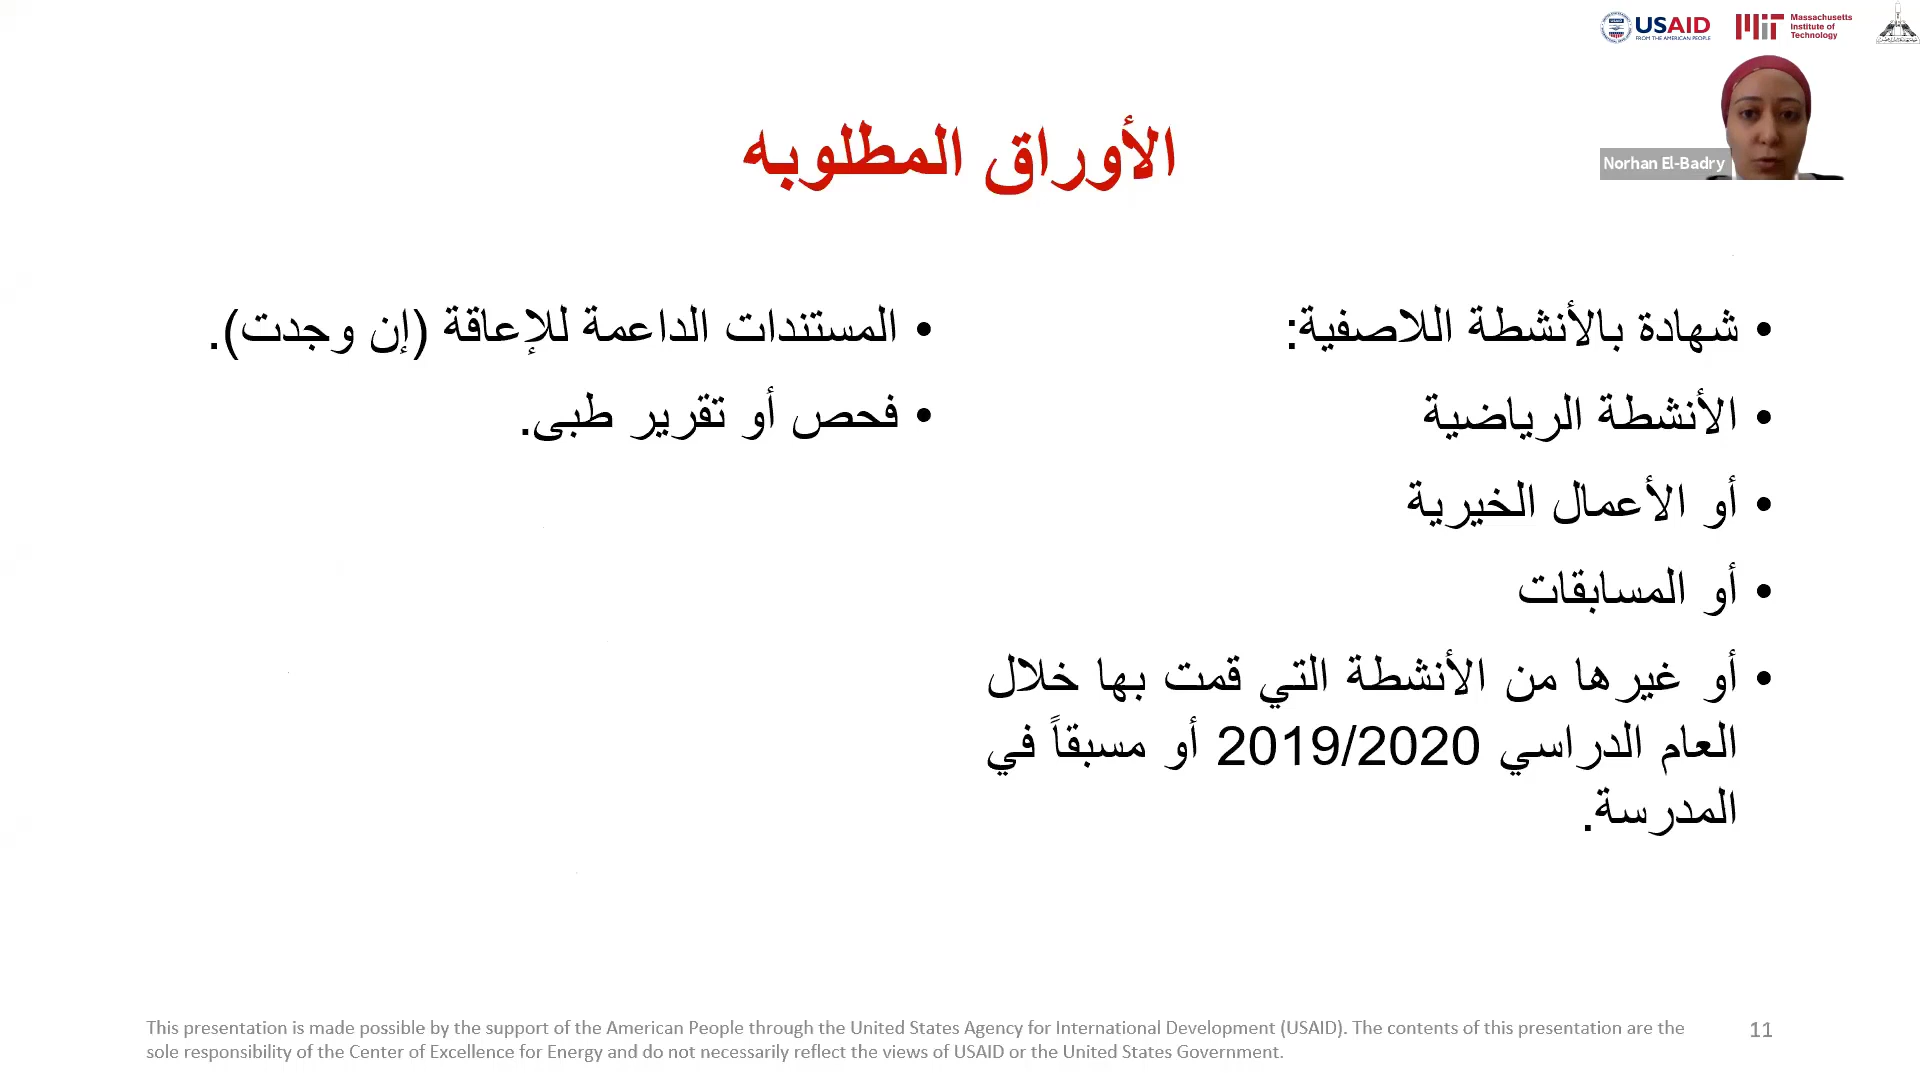 USAID
FROM THE AMERICAN PEOPLE
Massachusetts
Institute of
Technology
Norhan El-Badry
الأوراق المطلوبه
• شهادة بالأنشطة اللاصفية:
• الأنشطة الرياضية
• أو الأعمال الخيرية
• أو المسابقات
• أو غيرها من الأنشطة التي قمت بها خلال
العام الدراسي 2019/2020 أو مسبقاً في
المدرسة.
• المستندات الداعمة للإعاقة (إن وجدت).
• فحص أو تقرير طبى.
This presentation is made possible by the support of the American People through the United States Agency for International Development (USAID). The contents of this presentation are the
sole responsibility of the Center of Excellence for Energy and do not necessarily reflect the views of USAID or the United States Government.
11